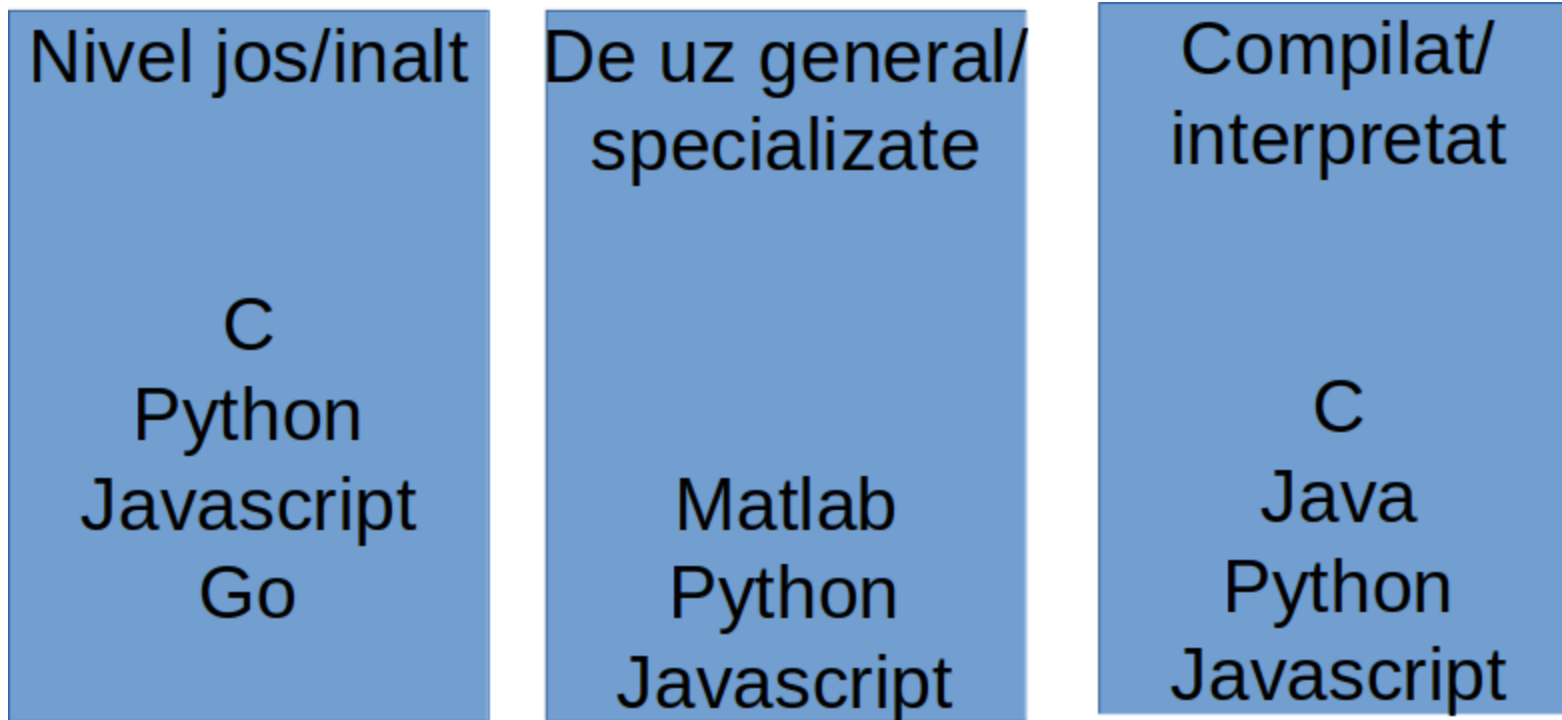 Nivel jos/inalt
C
Python
Javascript
Go
De uz general/
specializate
Matlab
Python
Javascript
Compilat/
interpretat
C
Java
Python
Javascript